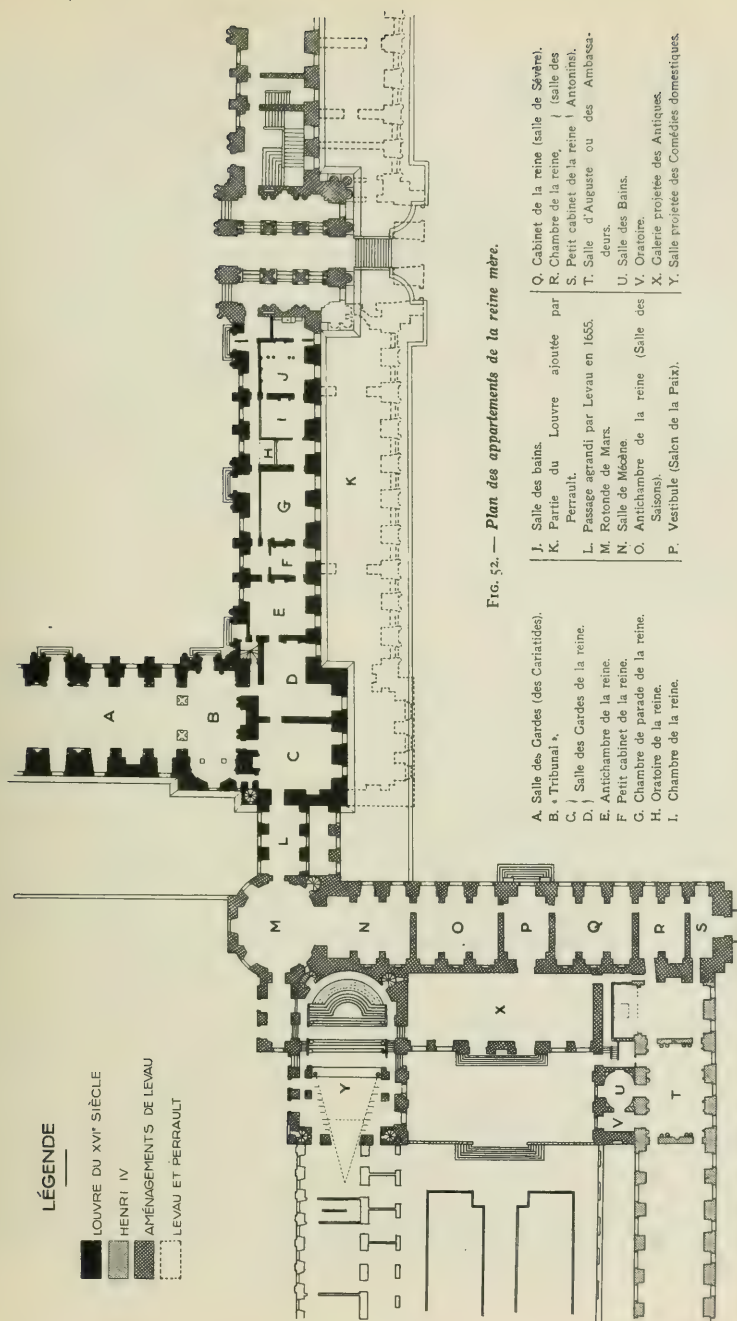 LÉGENDE
LOUVRE DU XVIᵉ SIÈCLE
HENRI IV
AMÉNAGEMENTS DE LEVAU
LEVAU ET PERRAULT
A
B
C
D
E
F
G
H
I
J
K
L
M
N
O
P
Q
R
S
T
U
V
X
Y
FIG. 52. — Plan des appartements de la reine mère.
A. Salle des Gardes (des Cariatides).
B. « Tribunal ».
C. } Salle des Gardes de la reine.
D. }
E. Antichambre de la reine.
F Petit cabinet de la reine.
G. Chambre de parade de la reine.
H. Oratoire de la reine.
I. Chambre de la reine.
J. Salle des bains.
K. Partie du Louvre ajoutée par
Perrault.
L. Passage agrandi par Levau en 1655.
M. Rotonde de Mars.
N. Salle de Mécène.
O. Antichambre de la reine (Salle des
Saisons).
P. Vestibule (Salon de la Paix).
Q. Cabinet de la reine (salle de Sévère).
R. Chambre de la reine, } (salle des
S. Petit cabinet de la reine } Antonins).
T. Salle d'Auguste ou des Ambassa-
deurs.
U. Salle des Bains.
V. Oratoire.
X. Galerie projetée des Antiques.
Y. Salle projetée des Comédies domestiques.